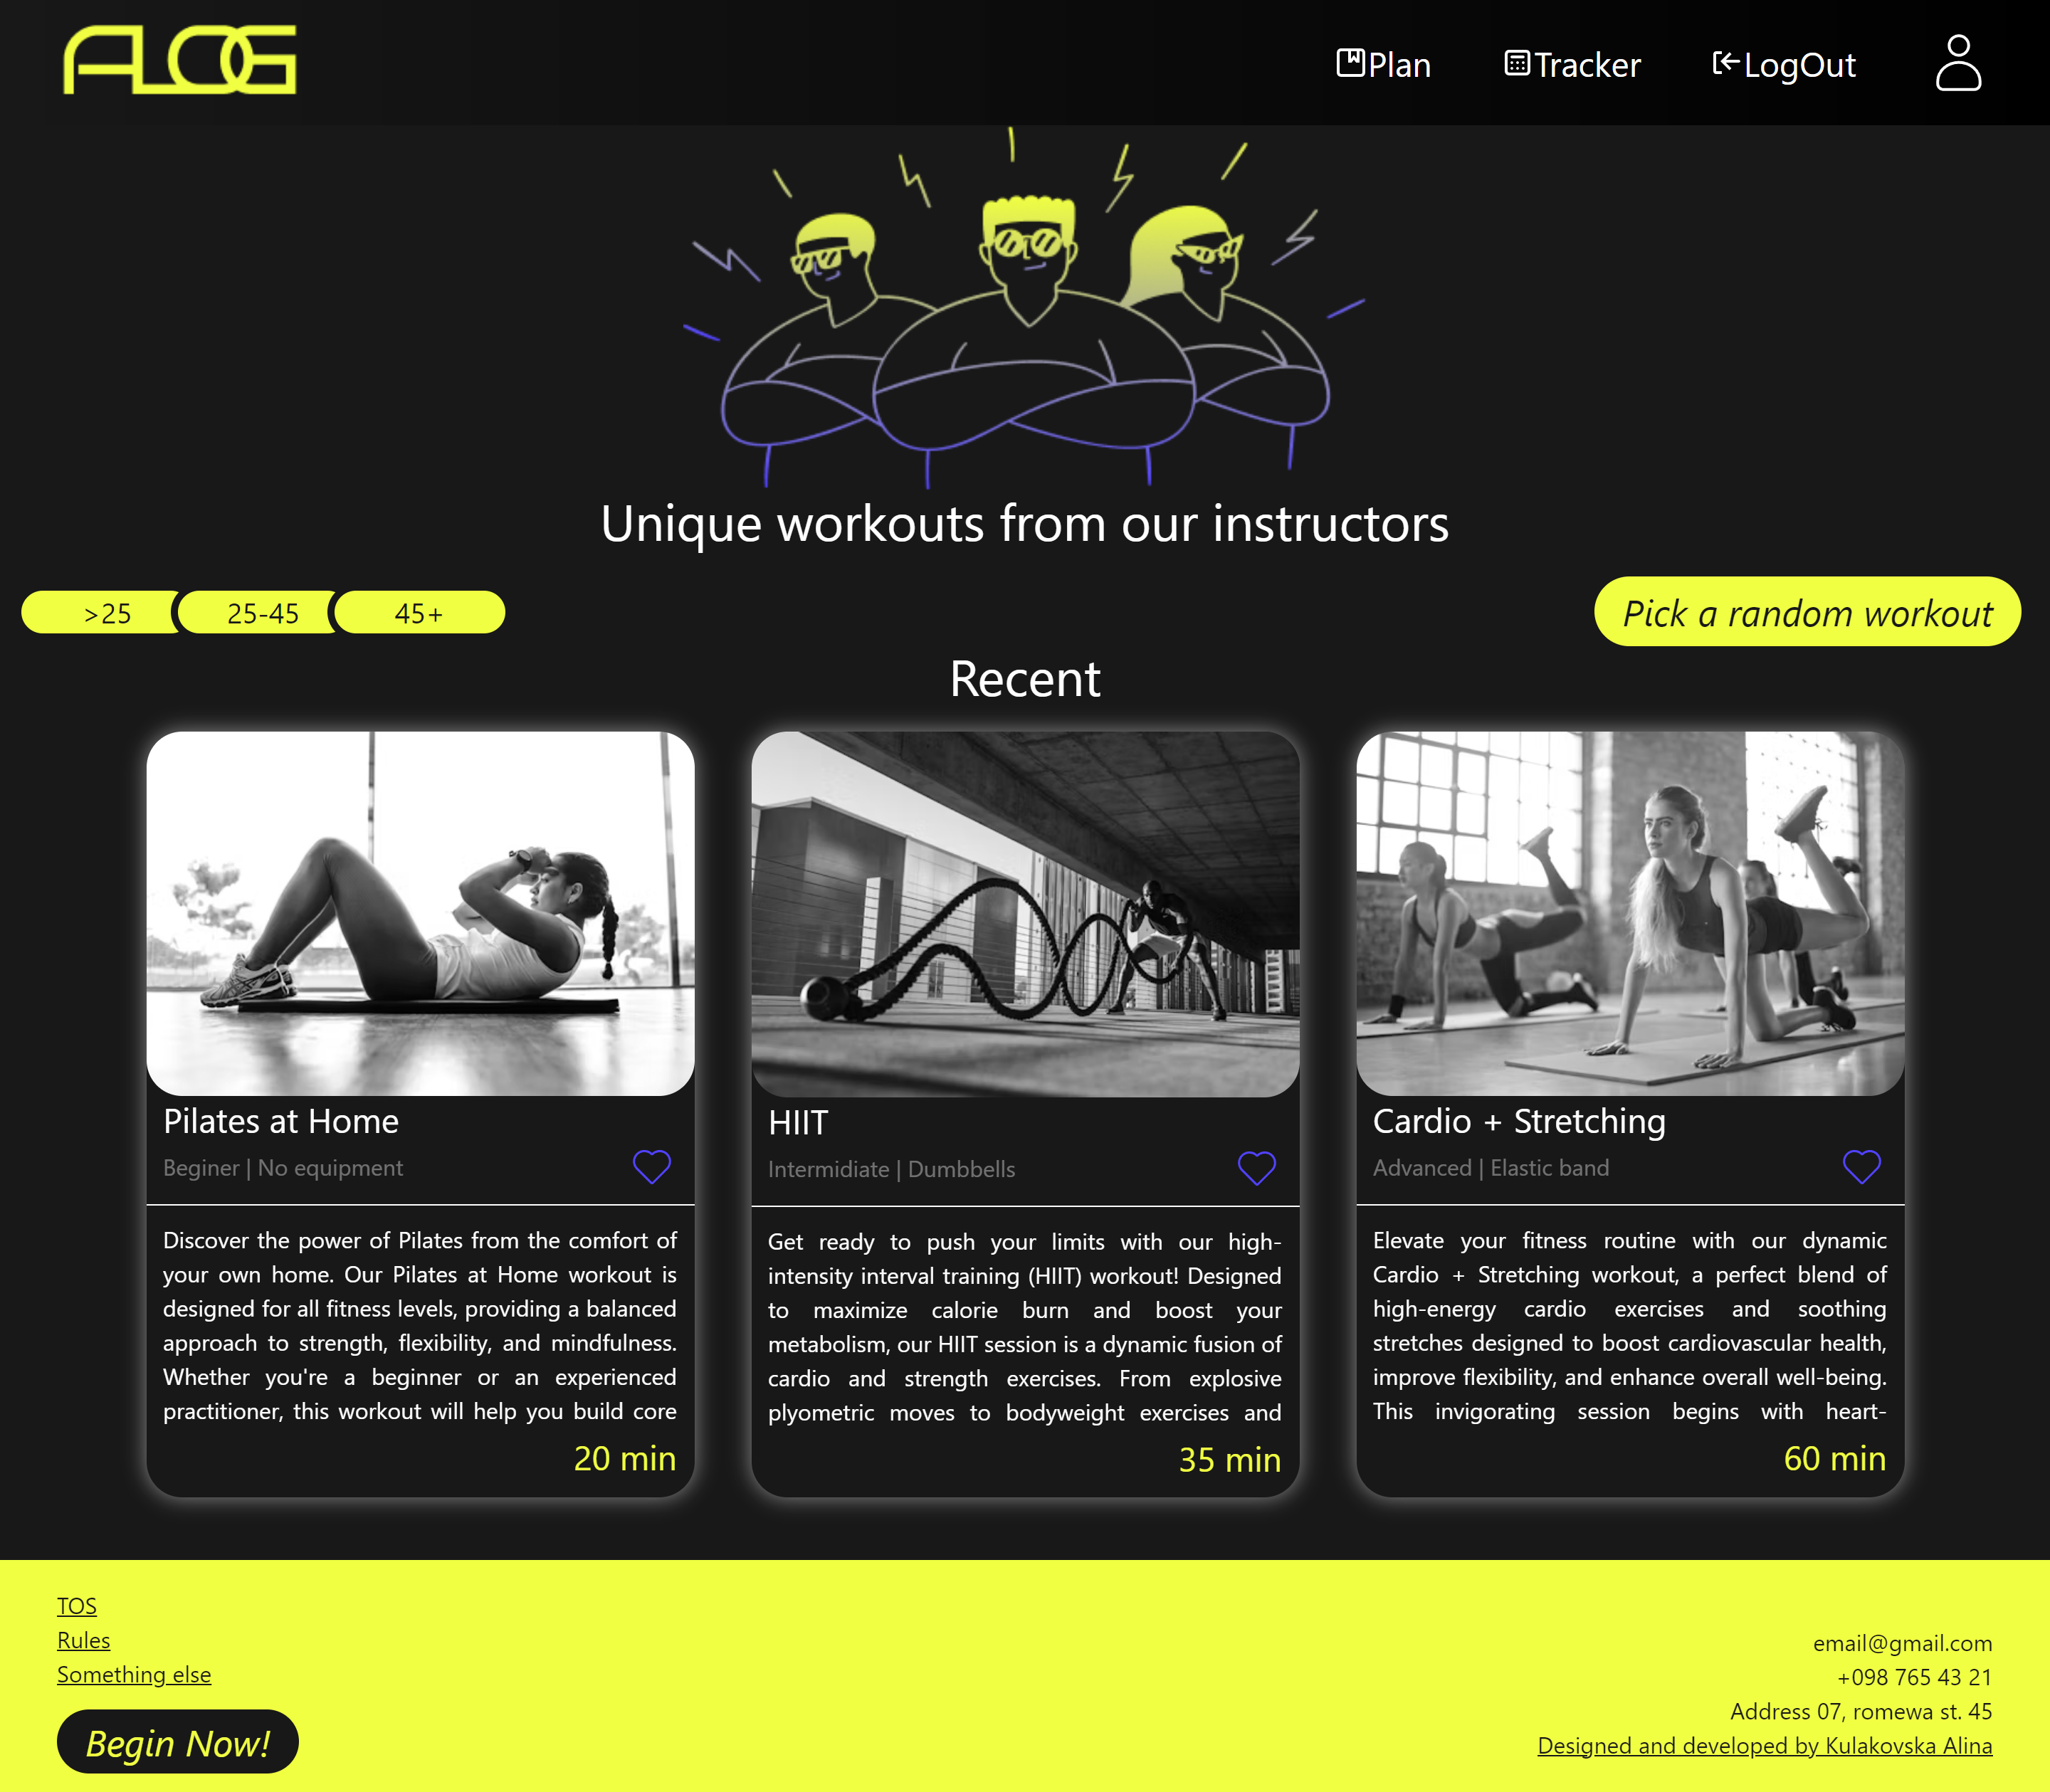 ALOG
Plan
Tracker
LogOut
Unique workouts from our instructors
>25
25-45
45+
Pick a random workout
Recent
Pilates at Home
Beginer | No equipment
Discover the power of Pilates from the comfort of
your own home. Our Pilates at Home workout is
designed for all fitness levels, providing a balanced
approach to strength, flexibility, and mindfulness.
Whether you're a beginner or an experienced
practitioner, this workout will help you build core
20 min
HIIT
Intermidiate | Dumbbells
Get ready to push your limits with our high-
intensity interval training (HIIT) workout! Designed
to maximize calorie burn and boost your
metabolism, our HIIT session is a dynamic fusion of
cardio and strength exercises. From explosive
plyometric moves to bodyweight exercises and
35 min
Cardio + Stretching
Advanced | Elastic band
Elevate your fitness routine with our dynamic
Cardio + Stretching workout, a perfect blend of
high-energy cardio exercises and soothing
stretches designed to boost cardiovascular health,
improve flexibility, and enhance overall well-being.
This invigorating session begins with heart-
60 min
TOS
Rules
Something else
Begin Now!
email@gmail.com
+098 765 43 21
Address 07, romewa st. 45
Designed and developed by Kulakovska Alina